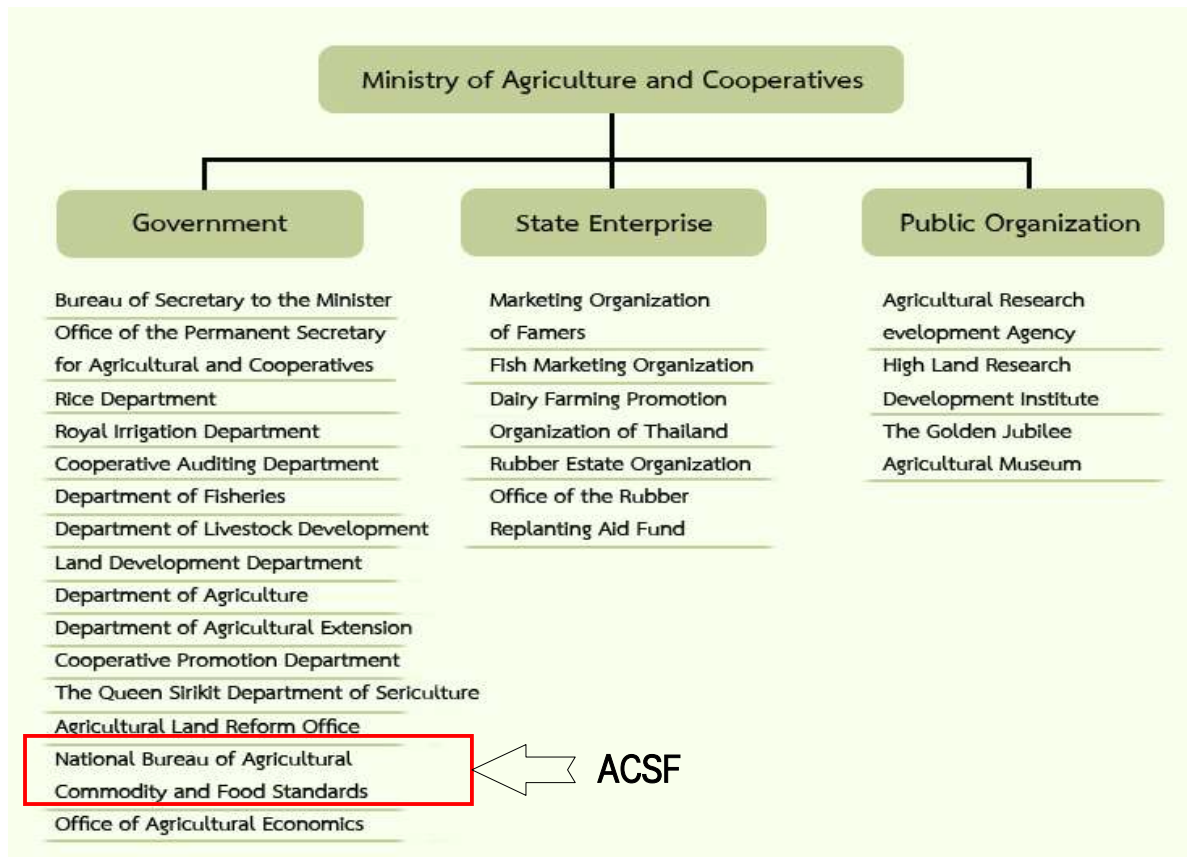 Ministry of Agriculture and Cooperatives
Government
Bureau of Secretary to the Minister
Office of the Permanent Secretary
for Agricultural and Cooperatives
Rice Department
Royal Irrigation Department
Cooperative Auditing Department
Department of Fisheries
Department of Livestock Development
Land Development Department
Department of Agriculture
Department of Agricultural Extension
Cooperative Promotion Department
The Queen Sirikit Department of Sericulture
Agricultural Land Reform Office
National Bureau of Agricultural
Commodity and Food Standards
Office of Agricultural Economics
ACSF
State Enterprise
Marketing Organization
of Famers
Fish Marketing Organization
Dairy Farming Promotion
Organization of Thailand
Rubber Estate Organization
Office of the Rubber
Replanting Aid Fund
Public Organization
Agricultural Research
evelopment Agency
High Land Research
Development Institute
The Golden Jubilee
Agricultural Museum